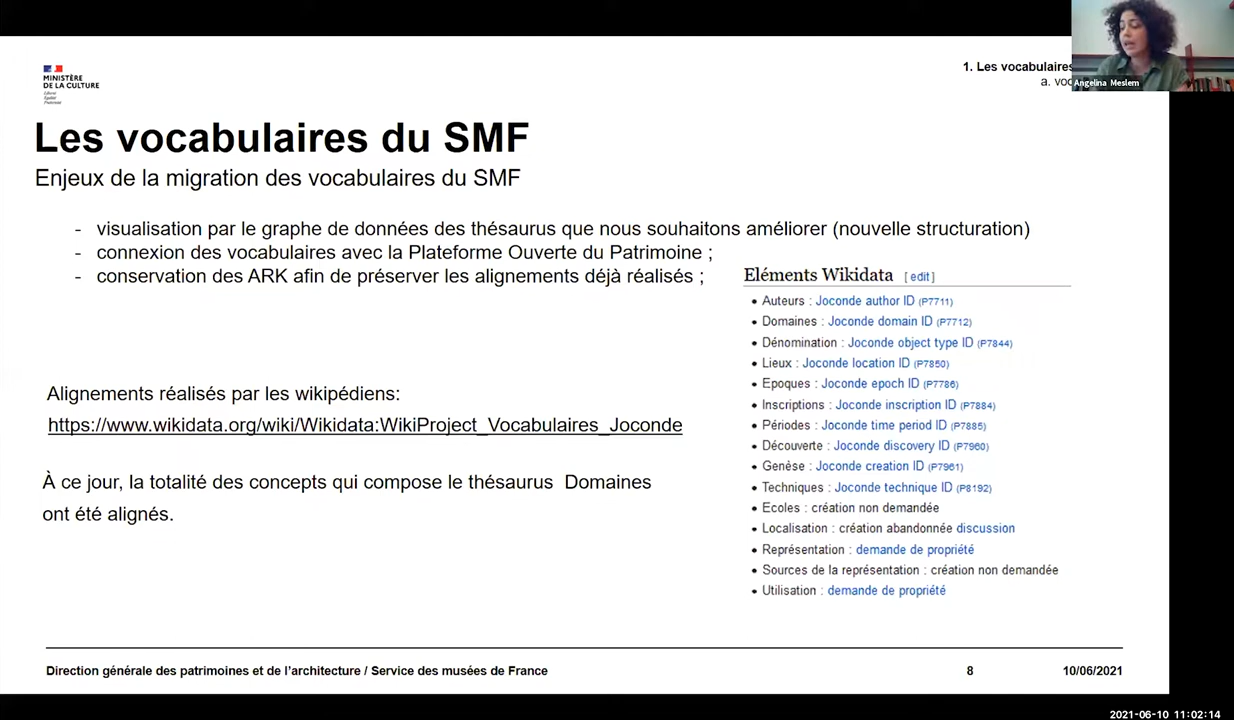 MINISTÈRE
DE LA CULTURE
Liberté
Égalité
Fraternité
1. Les vocabulaires
a. voc
Angelina Meslem
Les vocabulaires du SMF
Enjeux de la migration des vocabulaires du SMF
- visualisation par le graphe de données des thésaurus que nous souhaitons améliorer (nouvelle structuration)
- connexion des vocabulaires avec la Plateforme Ouverte du Patrimoine ;
- conservation des ARK afin de préserver les alignements déjà réalisés ;
Alignements réalisés par les wikipédiens:
https://www.wikidata.org/wiki/Wikidata:WikiProject_Vocabulaires_Joconde
À ce jour, la totalité des concepts qui compose le thésaurus Domaines
ont été alignés.
Eléments Wikidata [ edit ]
• Auteurs : Joconde author ID (P7711)
• Domaines : Joconde domain ID (P7712)
• Dénomination : Joconde object type ID (P7844)
• Lieux : Joconde location ID (P7850)
• Epoques : Joconde epoch ID (P7786)
• Inscriptions : Joconde inscription ID (P7884)
• Périodes : Joconde time period ID (P7885)
• Découverte : Joconde discovery ID (P7960)
• Genèse : Joconde creation ID (P7961)
• Techniques : Joconde technique ID (P8192)
• Ecoles : création non demandée
• Localisation : création abandonnée discussion
• Représentation : demande de propriété
• Sources de la représentation : création non demandée
• Utilisation : demande de propriété
Direction générale des patrimoines et de l'architecture / Service des musées de France
8
10/06/2021
2021-06-10 11:02:14